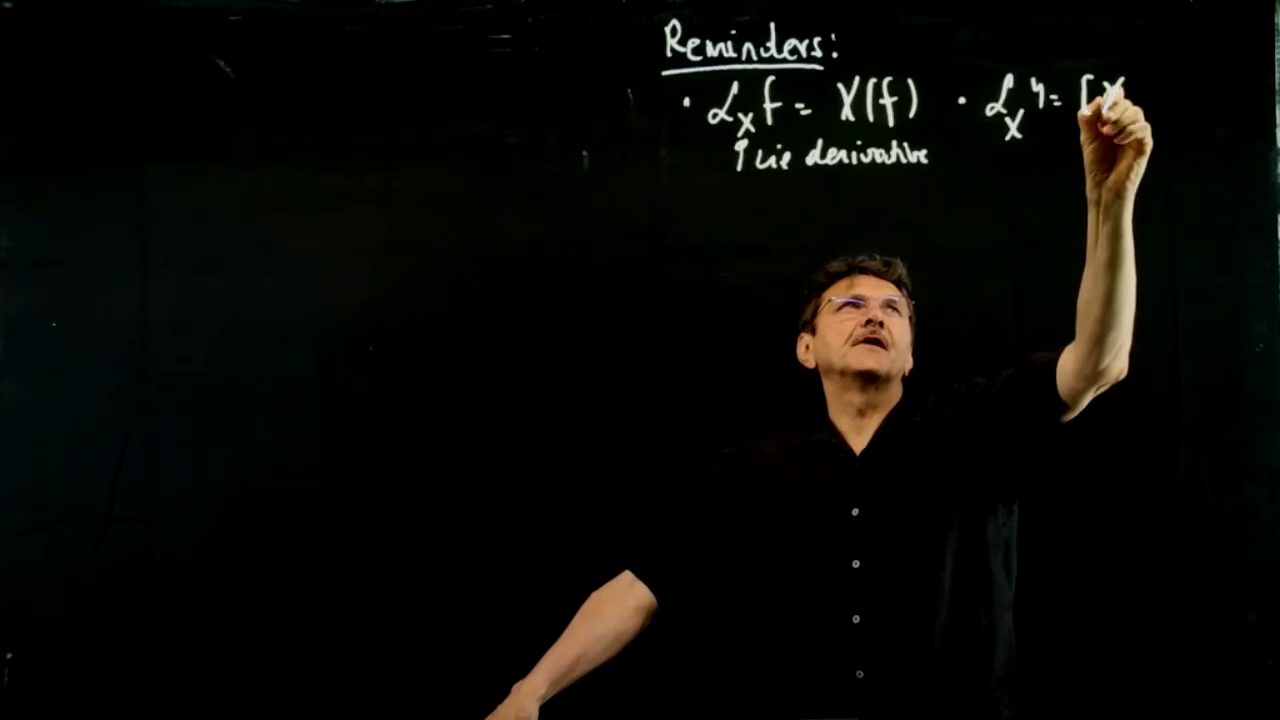 Reminders:
· ℒ_X f = X(f) · ℒ_X Y = [X
↑ Lie derivative